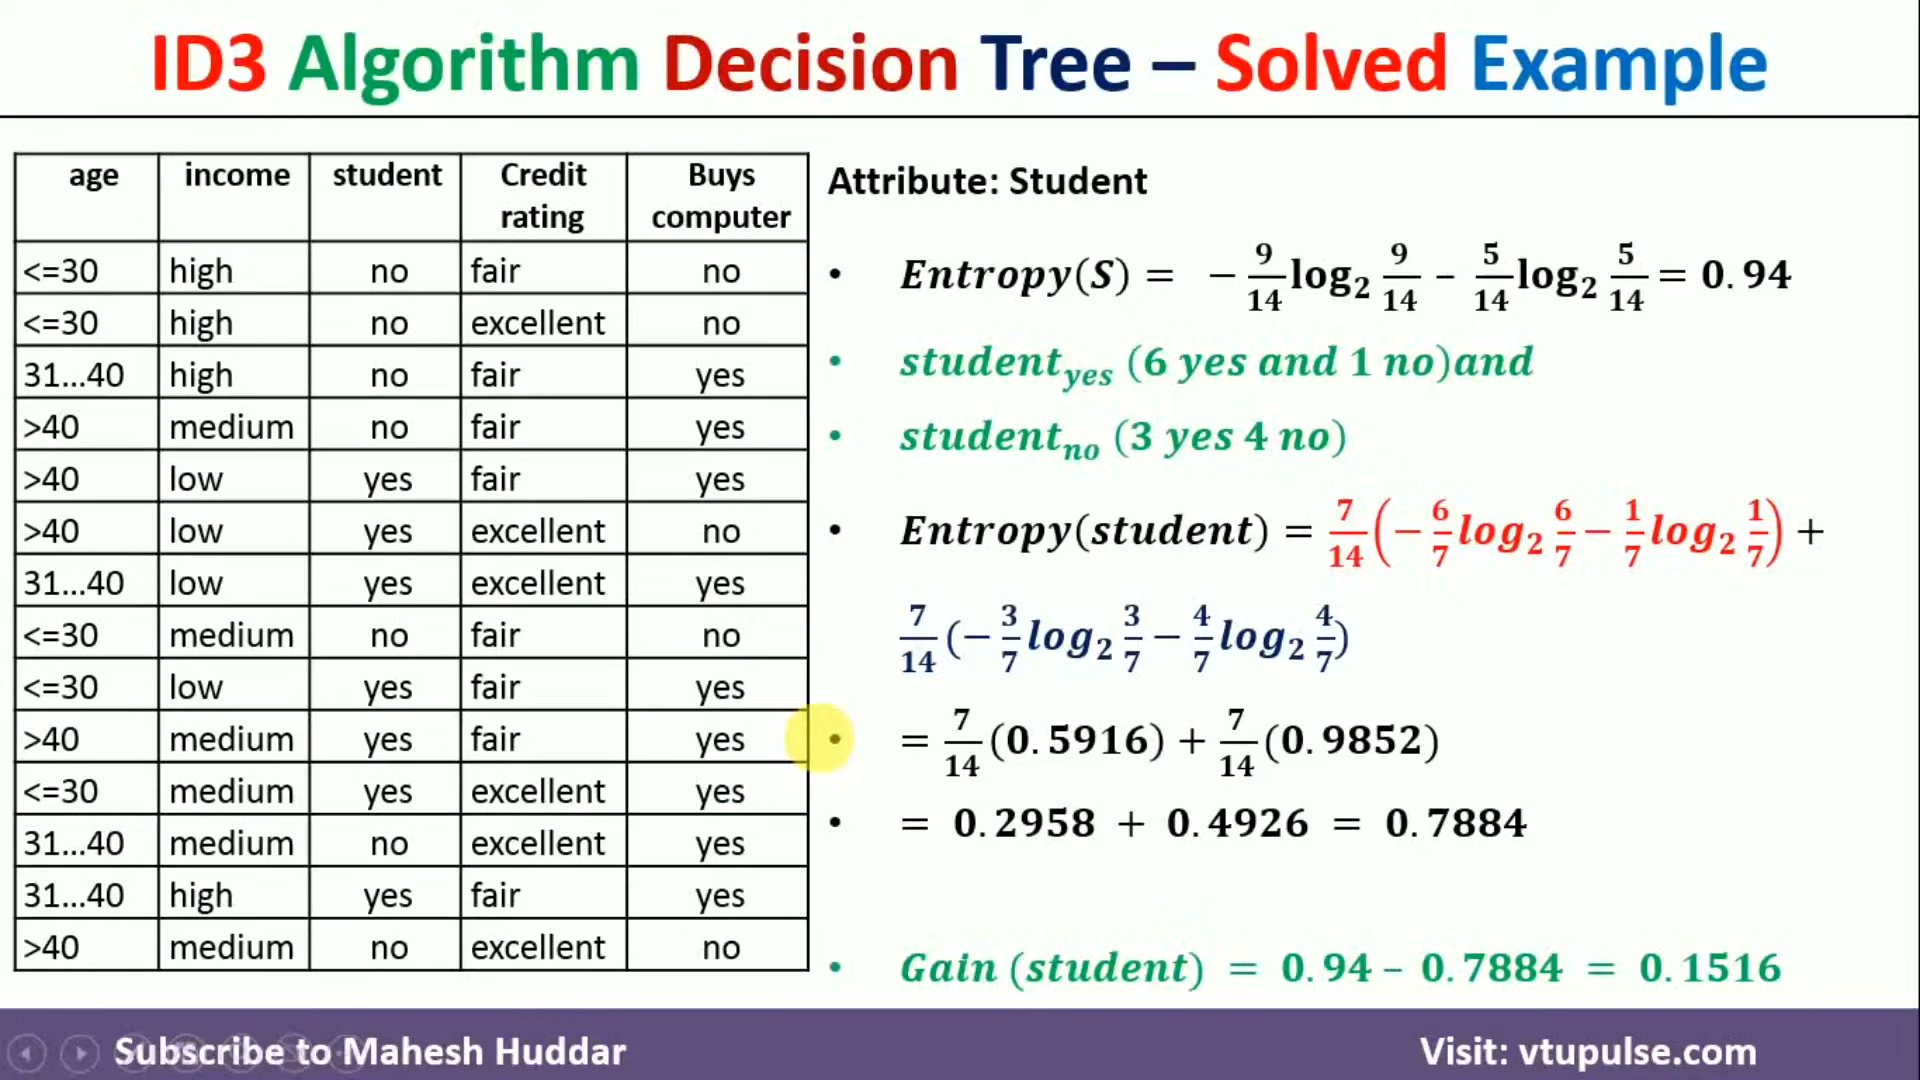 ID3 Algorithm Decision Tree – Solved Example
age income student Credit rating Buys computer
<=30 high no fair no
<=30 high no excellent no
31...40 high no fair yes
>40 medium no fair yes
>40 low yes fair yes
>40 low yes excellent no
31...40 low yes excellent yes
<=30 medium no fair no
<=30 low yes fair yes
>40 medium yes fair yes
<=30 medium yes excellent yes
31...40 medium no excellent yes
31...40 high yes fair yes
>40 medium no excellent no
Attribute: Student
• Entropy(S) = − 9/14 log₂ 9/14 – 5/14 log₂ 5/14 = 0.94
• student_yes (6 yes and 1 no)and
• student_no (3 yes 4 no)
• Entropy(student) = 7/14 (− 6/7 log₂ 6/7 − 1/7 log₂ 1/7) +
7/14 (− 3/7 log₂ 3/7 − 4/7 log₂ 4/7)
• = 7/14 (0.5916) + 7/14 (0.9852)
• = 0.2958 + 0.4926 = 0.7884
• Gain (student) = 0.94 – 0.7884 = 0.1516
Subscribe to Mahesh Huddar
Visit: vtupulse.com